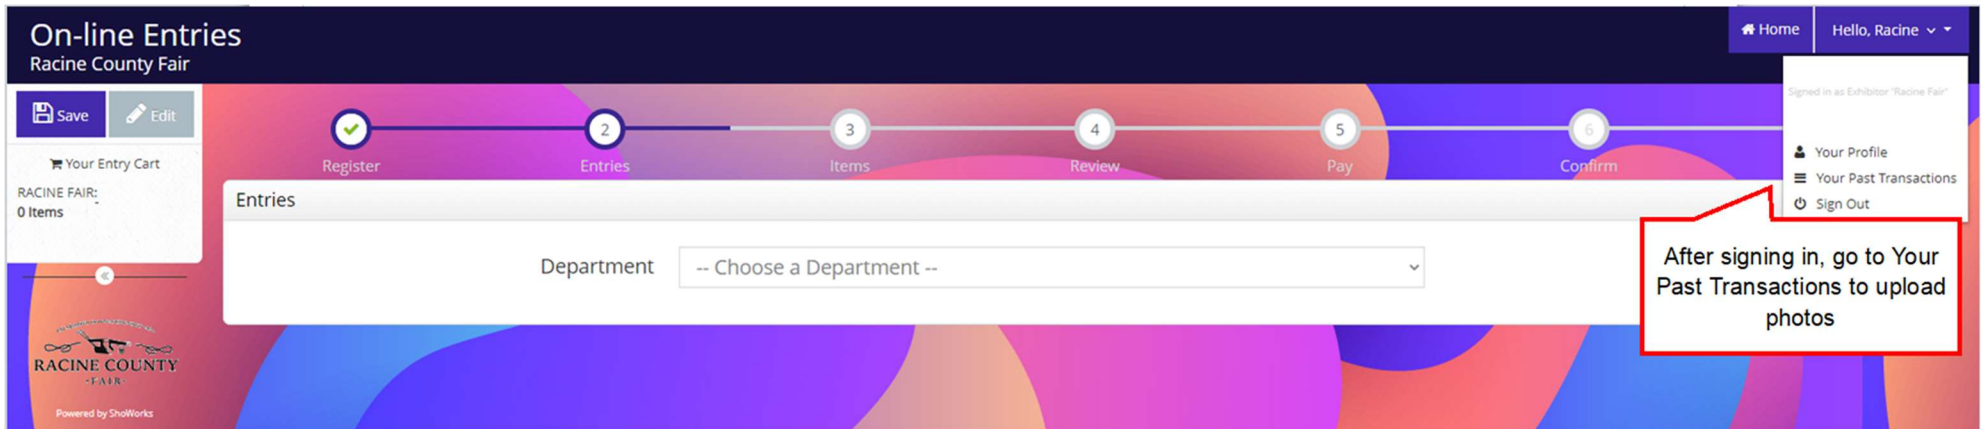 On-line Entries
Racine County Fair
Home
Hello, Racine
Save
Edit
Your Entry Cart
RACINE FAIR:
0 Items
2
3
4
5
6
Register
Entries
Items
Review
Pay
Confirm
Signed in as Exhibitor "Racine Fair"
Your Profile
Your Past Transactions
Sign Out
Entries
Department
-- Choose a Department --
After signing in, go to Your
Past Transactions to upload
photos
RACINE COUNTY
·FAIR·
Powered by ShoWorks